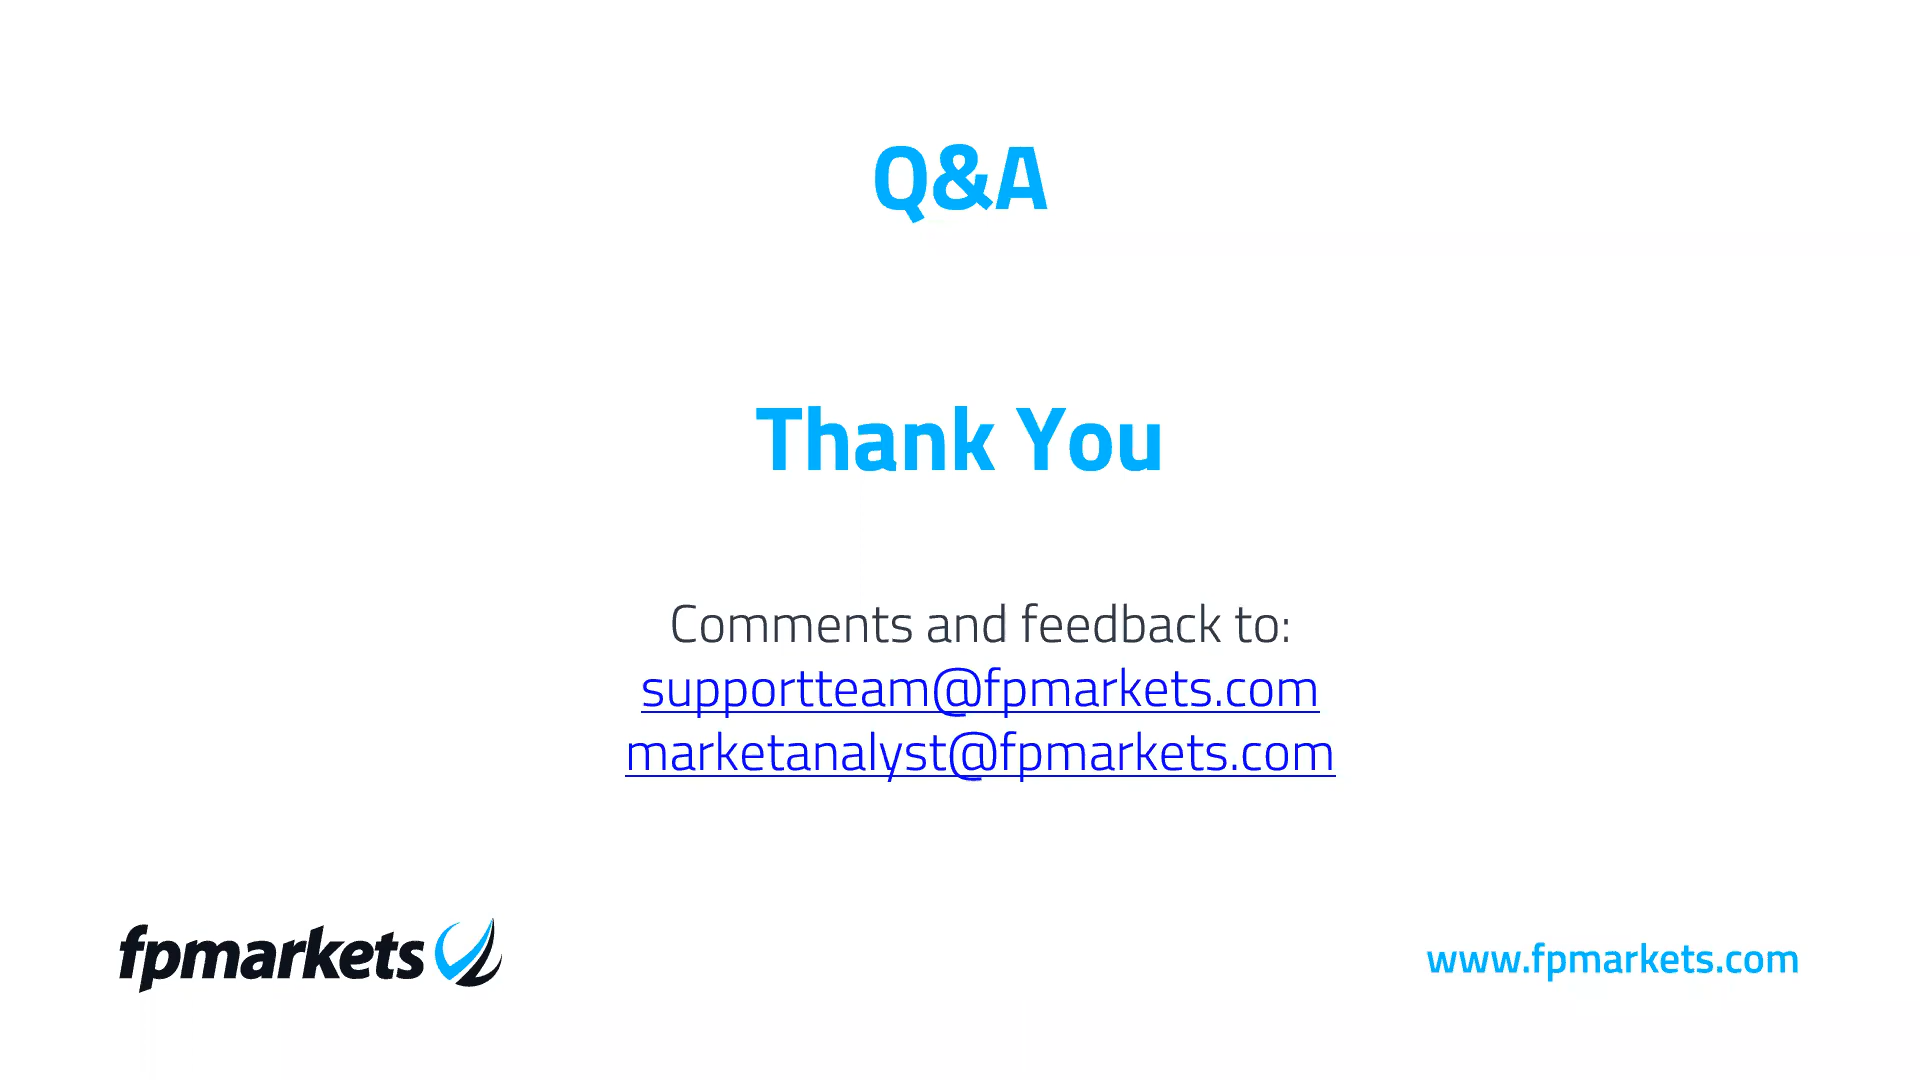 Q&A
Thank You
Comments and feedback to:
supportteam@fpmarkets.com
marketanalyst@fpmarkets.com
fpmarkets
www.fpmarkets.com